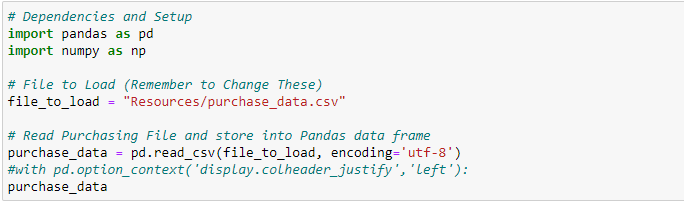 # Dependencies and Setup
import pandas as pd
import numpy as np
# File to Load (Remember to Change These)
file_to_load = "Resources/purchase_data.csv"
# Read Purchasing File and store into Pandas data frame
purchase_data = pd.read_csv(file_to_load, encoding='utf-8')
#with pd.option_context('display.colheader_justify','left'):
purchase_data